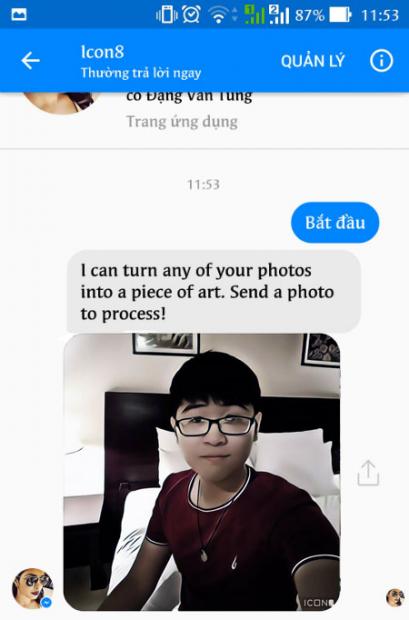 87% 11:53
Icon8
Thường trả lời ngay
QUẢN LÝ
có Đặng Văn Tùng
Trang ứng dụng
11:53
Bắt đầu
I can turn any of your photos
into a piece of art. Send a photo
to process!
ICON8